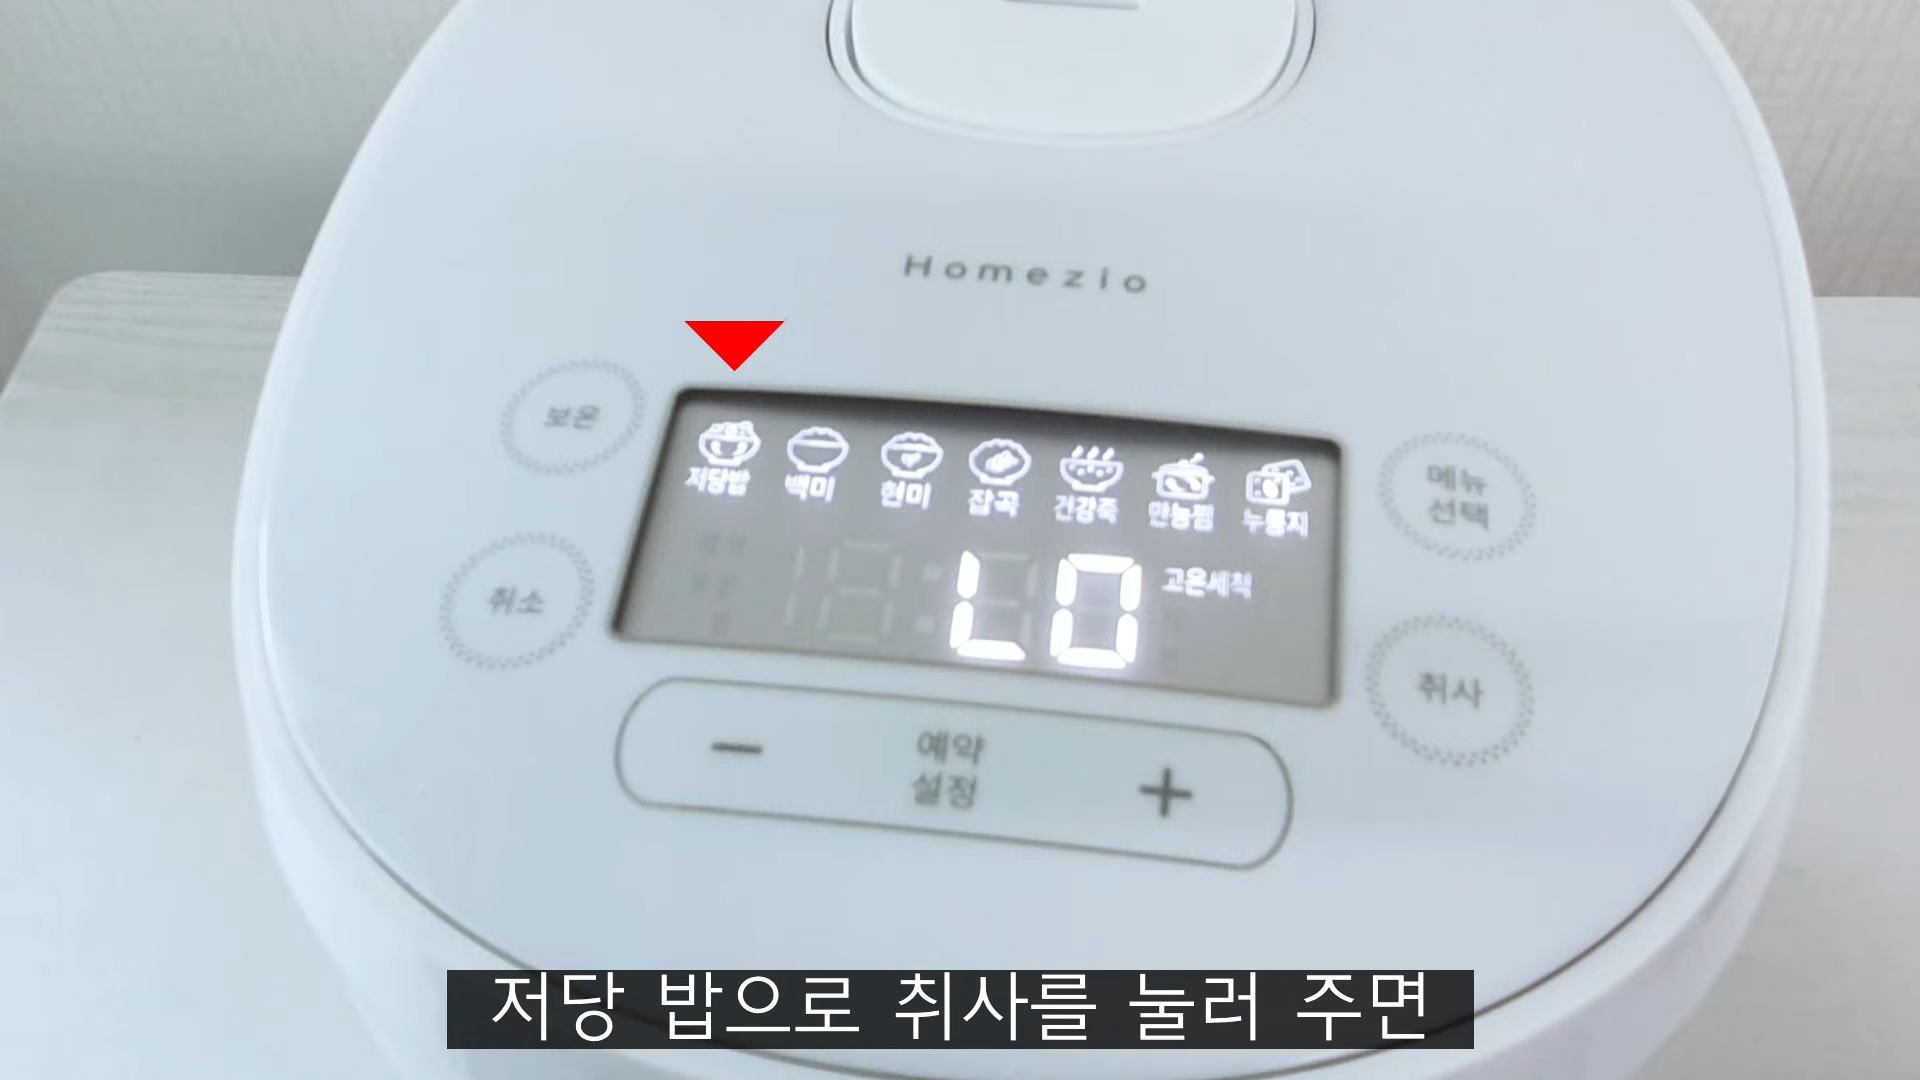 Homezio
보온
저당밥 백미 현미 잡곡 건강죽 만능찜 누룽지
메뉴
선택
취소
LO 고온세척
취사
− 예약 +
설정
저당 밥으로 취사를 눌러 주면